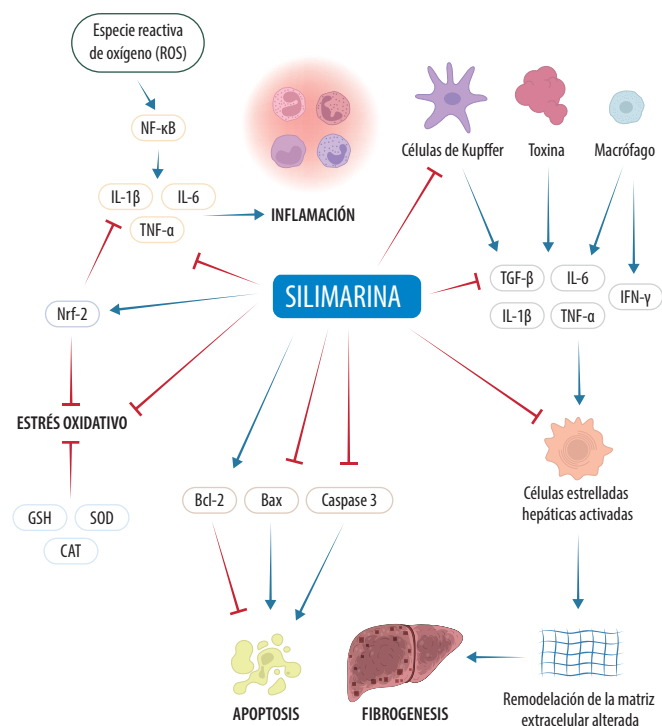 Especie reactiva
de oxígeno (ROS)
NF-κB
IL-1β
IL-6
TNF-α
INFLAMACIÓN
Células de Kupffer
Toxina
Macrófago
SILIMARINA
TGF-β
IL-6
IFN-γ
IL-1β
TNF-α
Nrf-2
ESTRÉS OXIDATIVO
GSH
SOD
CAT
Bcl-2
Bax
Caspase 3
Células estrelladas
hepáticas activadas
APOPTOSIS
FIBROGENESIS
Remodelación de la matriz
extracelular alterada